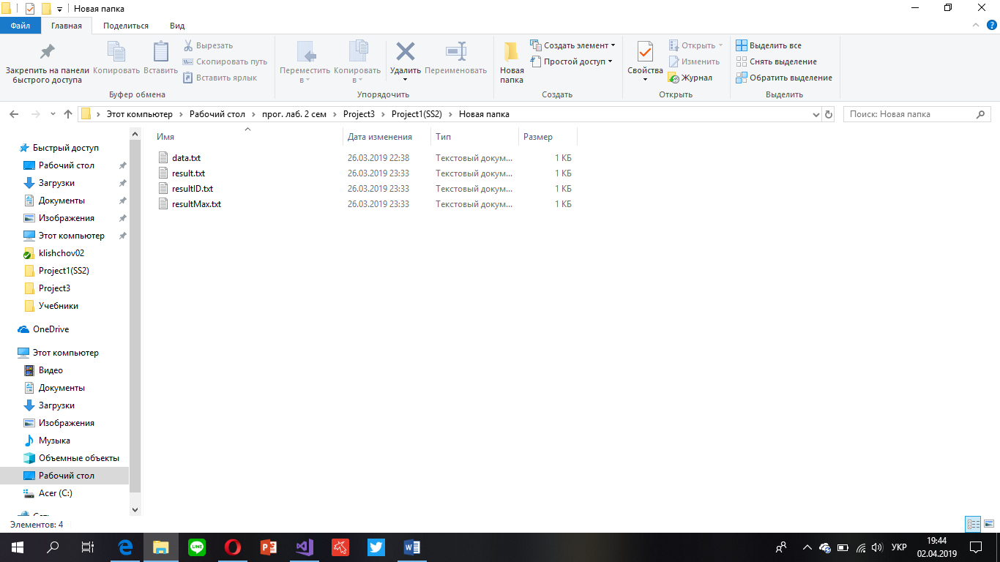 Новая папка
Файл Главная Поделиться Вид
Закрепить на панели быстрого доступа
Копировать
Вставить
Вырезать
Скопировать путь
Вставить ярлык
Буфер обмена
Переместить в
Копировать в
Удалить
Переименовать
Упорядочить
Новая папка
Создать элемент
Простой доступ
Создать
Свойства
Открыть
Изменить
Журнал
Открыть
Выделить все
Снять выделение
Обратить выделение
Выделить
Этот компьютер Рабочий стол прог. лаб. 2 сем Project3 Project1(SS2) Новая папка
Поиск: Новая папка
Быстрый доступ
Рабочий стол
Загрузки
Документы
Изображения
Этот компьютер
klishchov02
Project1(SS2)
Project3
Учебники
OneDrive
Этот компьютер
Видео
Документы
Загрузки
Изображения
Музыка
Объемные объекты
Рабочий стол
Acer (C:)
Имя Дата изменения Тип Размер
data.txt 26.03.2019 22:38 Текстовый докум... 1 КБ
result.txt 26.03.2019 23:33 Текстовый докум... 1 КБ
resultID.txt 26.03.2019 23:33 Текстовый докум... 1 КБ
resultMax.txt 26.03.2019 23:33 Текстовый докум... 1 КБ
Элементов: 4
LINE
УКР
19:44
02.04.2019